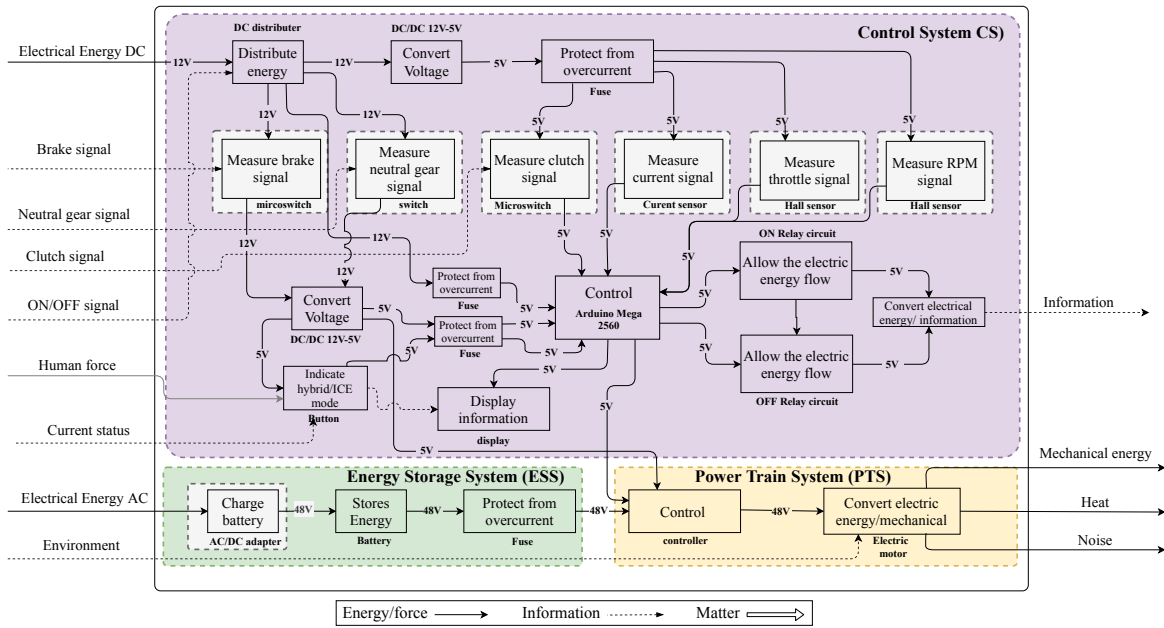 DC distributer
DC/DC 12V-5V
Control System CS)
Electrical Energy DC
12V
Distribute
energy
12V
Convert
Voltage
5V
Protect from
overcurrent
Fuse
12V
12V
5V
5V
5V
5V
Brake signal
Measure brake
signal
mircoswitch
Measure
neutral gear
signal
switch
Measure clutch
signal
Microswitch
Measure
current signal
Curent sensor
Measure
throttle signal
Hall sensor
Measure RPM
signal
Hall sensor
Neutral gear signal
12V
12V
5V
5V
5V
ON Relay circuit
Clutch signal
12V
Protect from
overcurrent
Fuse
5V
Control
Arduino Mega
2560
5V
Allow the electric
energy flow
5V
ON/OFF signal
Convert
Voltage
DC/DC 12V-5V
5V
Protect from
overcurrent
Fuse
5V
Convert electrical
energy/ information
Information
5V
5V
5V
5V
Allow the electric
energy flow
5V
OFF Relay circuit
Human force
Indicate
hybrid/ICE
mode
Button
5V
Display
information
display
5V
Current status
5V
Energy Storage System (ESS)
Power Train System (PTS)
Mechanical energy
Electrical Energy AC
Charge
battery
AC/DC adapter
48V
Stores
Energy
Battery
48V
Protect from
overcurrent
Fuse
48V
Control
controller
48V
Convert electric
energy/mechanical
Electric
motor
Heat
Environment
Noise
Energy/force
Information
Matter